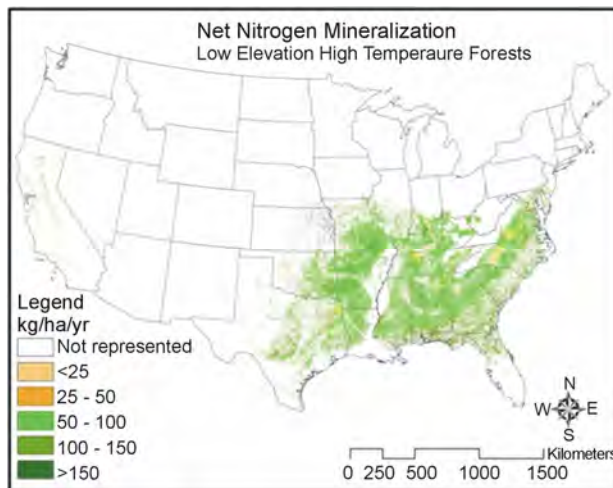 Net Nitrogen Mineralization
Low Elevation High Temperaure Forests
Legend
kg/ha/yr
Not represented
<25
25 - 50
50 - 100
100 - 150
>150
N
W E
S
Kilometers
0 250 500 1000 1500